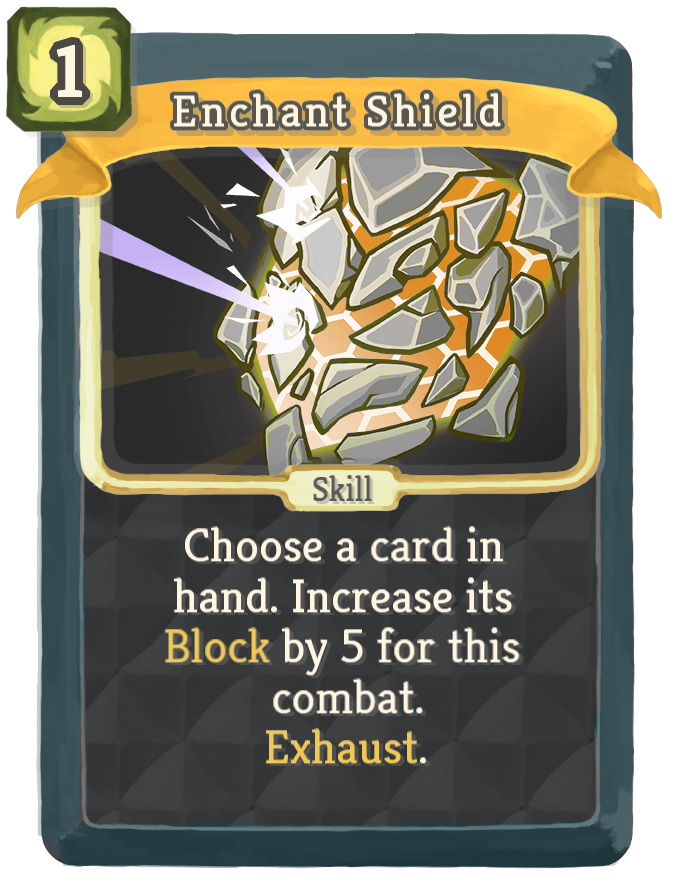 1
Enchant Shield
Skill
Choose a card in
hand. Increase its
Block by 5 for this
combat.
Exhaust.